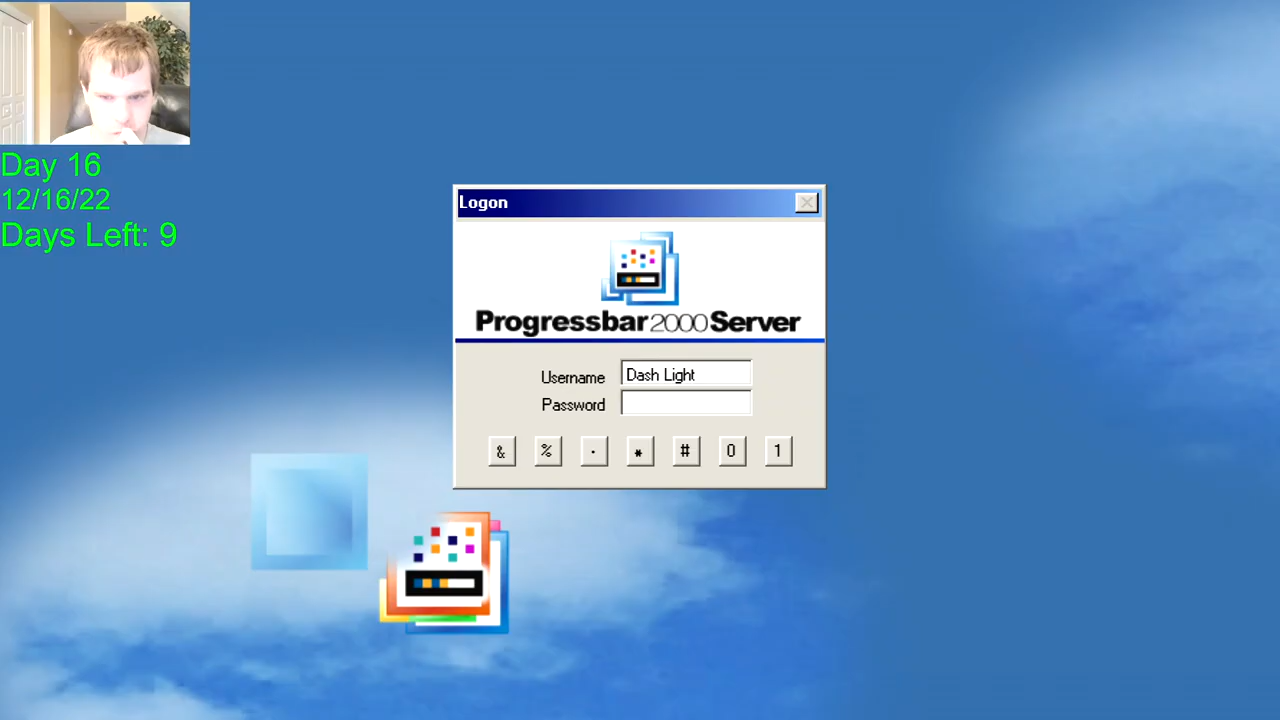 Day 16
12/16/22
Days Left: 9
Logon
Progressbar2000Server
Username Dash Light
Password
& % . * # 0 1